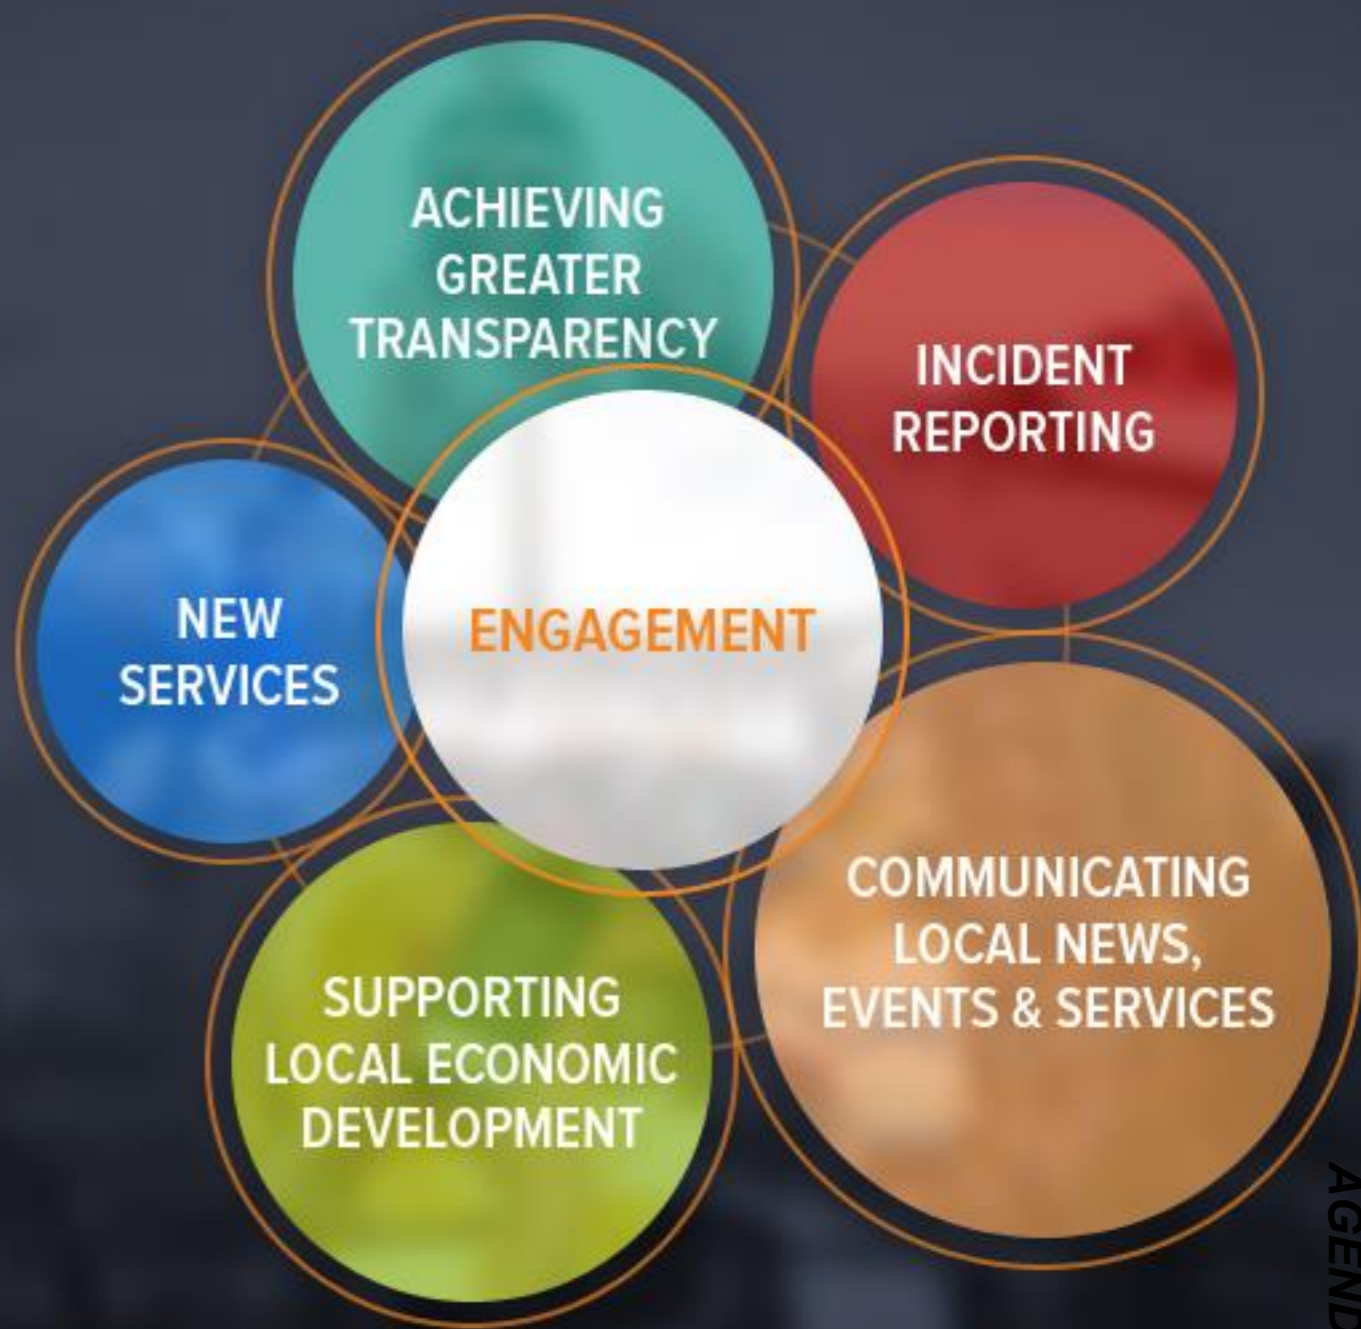 ACHIEVING
GREATER
TRANSPARENCY
INCIDENT
REPORTING
NEW
SERVICES
ENGAGEMENT
COMMUNICATING
LOCAL NEWS,
EVENTS & SERVICES
SUPPORTING
LOCAL ECONOMIC
DEVELOPMENT